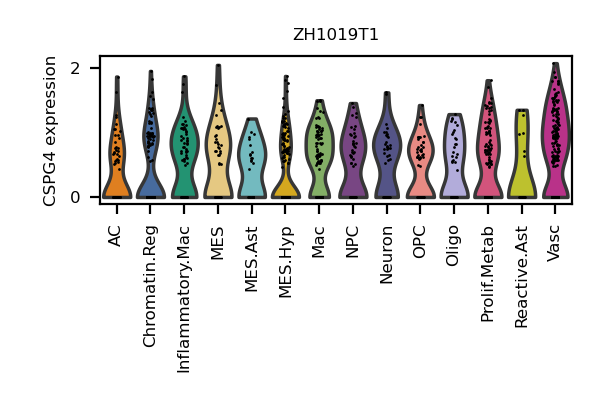 ZH1019T1
CSPG4 expression
2
0
AC
Chromatin.Reg
Inflammatory.Mac
MES
MES.Ast
MES.Hyp
Mac
NPC
Neuron
OPC
Oligo
Prolif.Metab
Reactive.Ast
Vasc